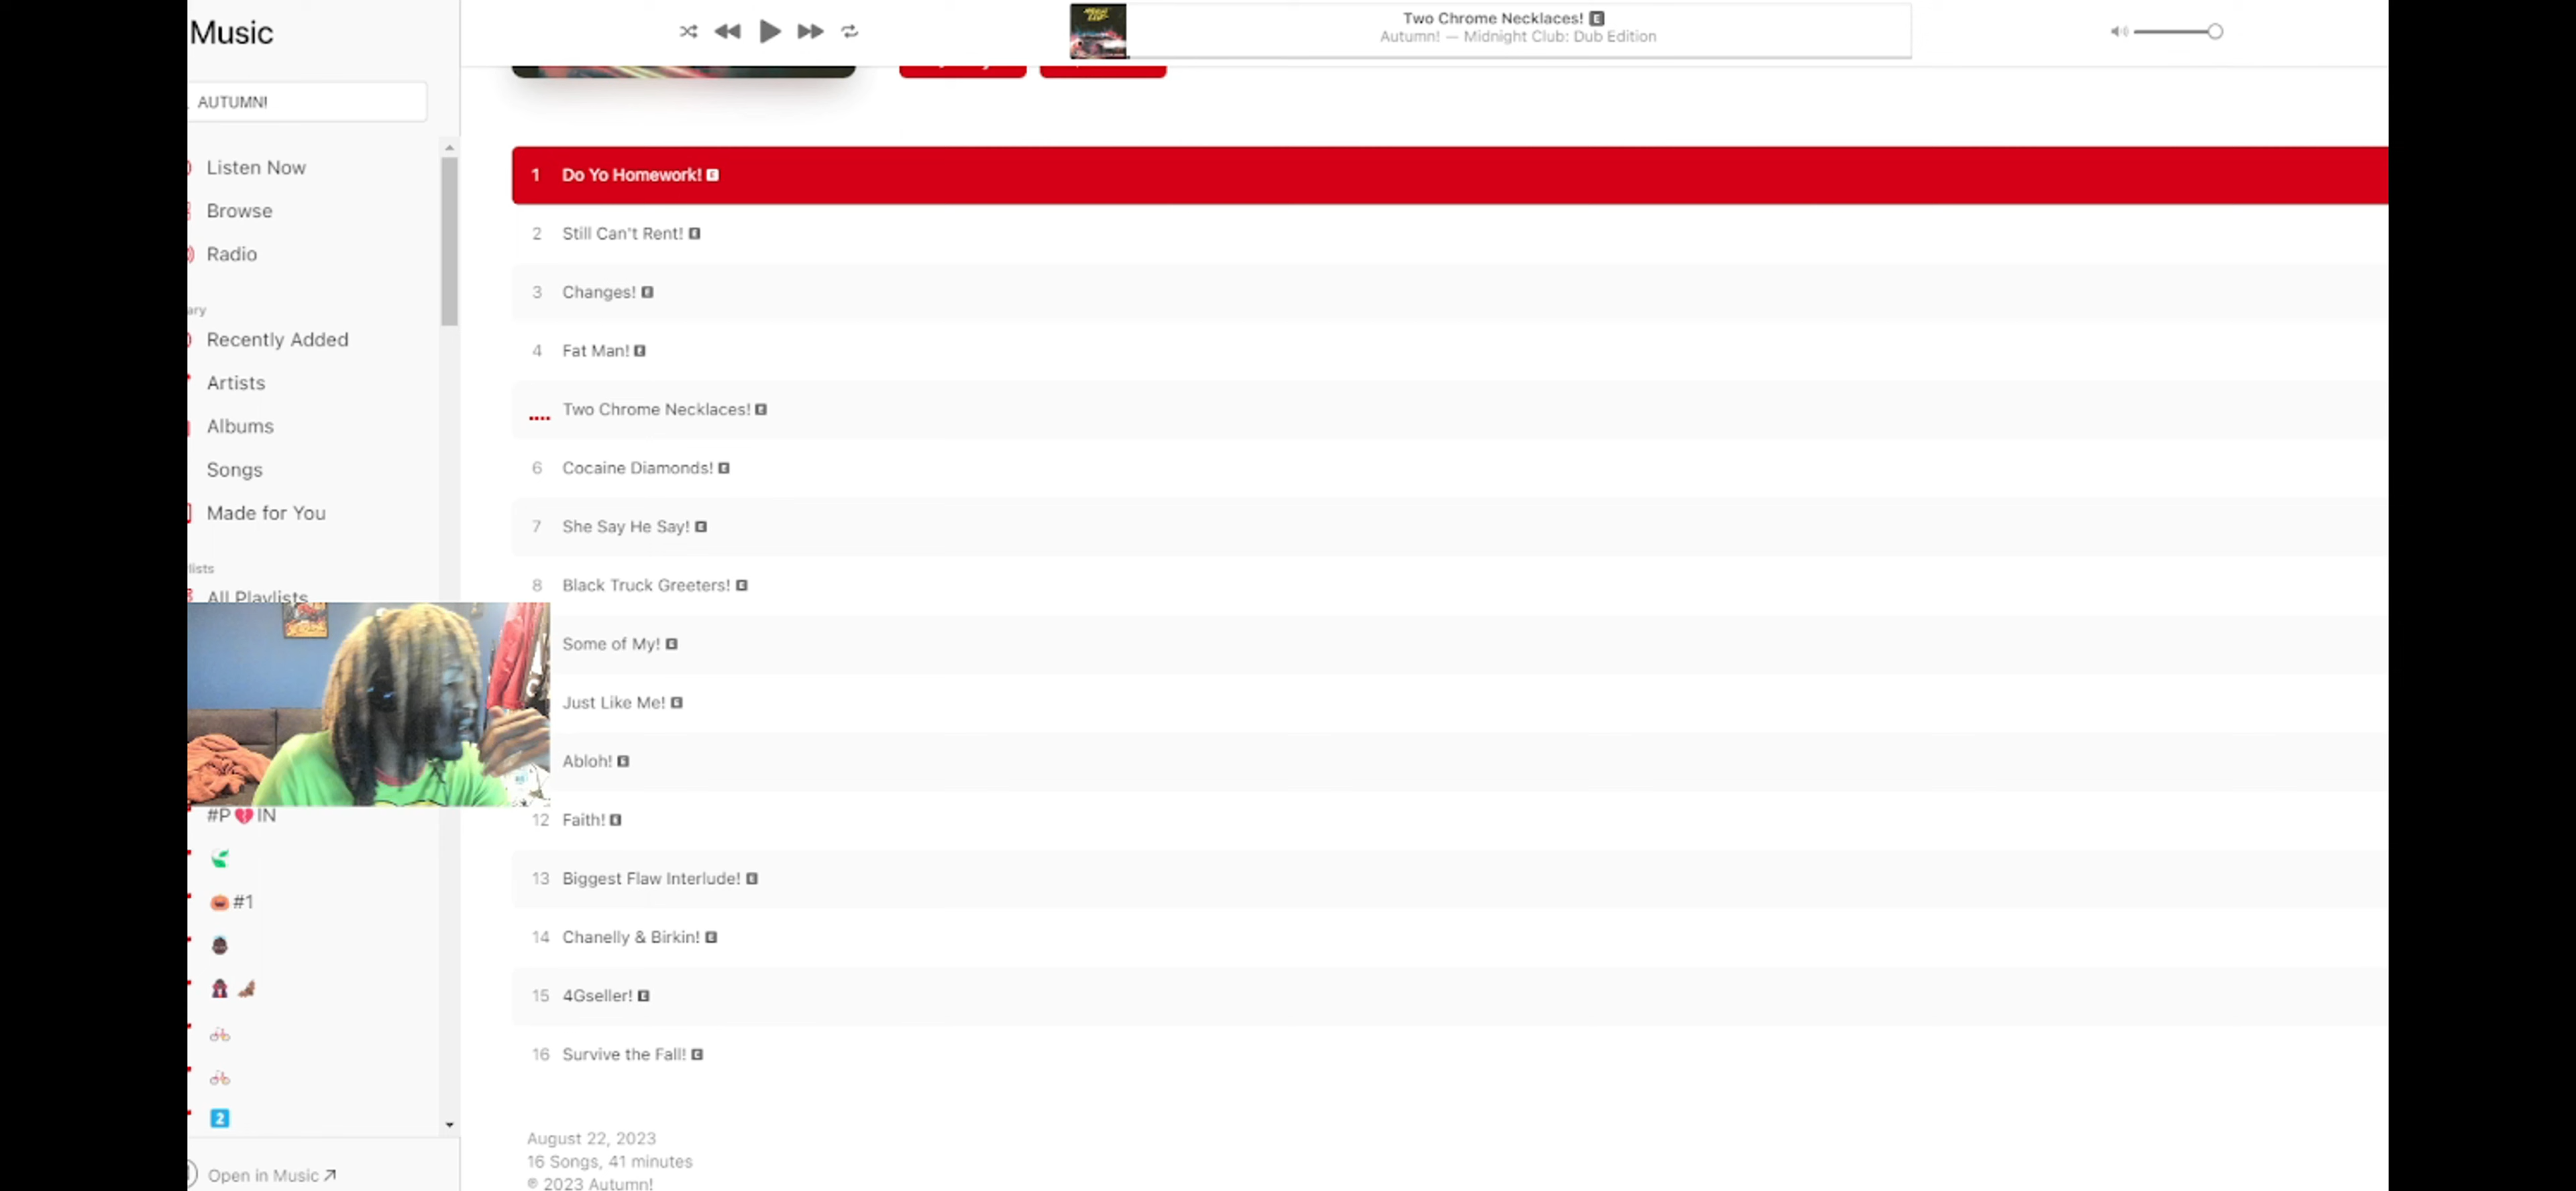 Music
Two Chrome Necklaces! E
Autumn! — Midnight Club: Dub Edition
AUTUMN!
Listen Now
Browse
Radio
ary
Recently Added
Artists
Albums
Songs
Made for You
lists
All Playlists
#P💔IN
#1
2
Open in Music ↗
1 Do Yo Homework! E
2 Still Can't Rent! E
3 Changes! E
4 Fat Man! E
Two Chrome Necklaces! E
6 Cocaine Diamonds! E
7 She Say He Say! E
8 Black Truck Greeters! E
Some of My! E
Just Like Me! E
Abloh! E
12 Faith! E
13 Biggest Flaw Interlude! E
14 Chanelly & Birkin! E
15 4Gseller! E
16 Survive the Fall! E
August 22, 2023
16 Songs, 41 minutes
℗ 2023 Autumn!